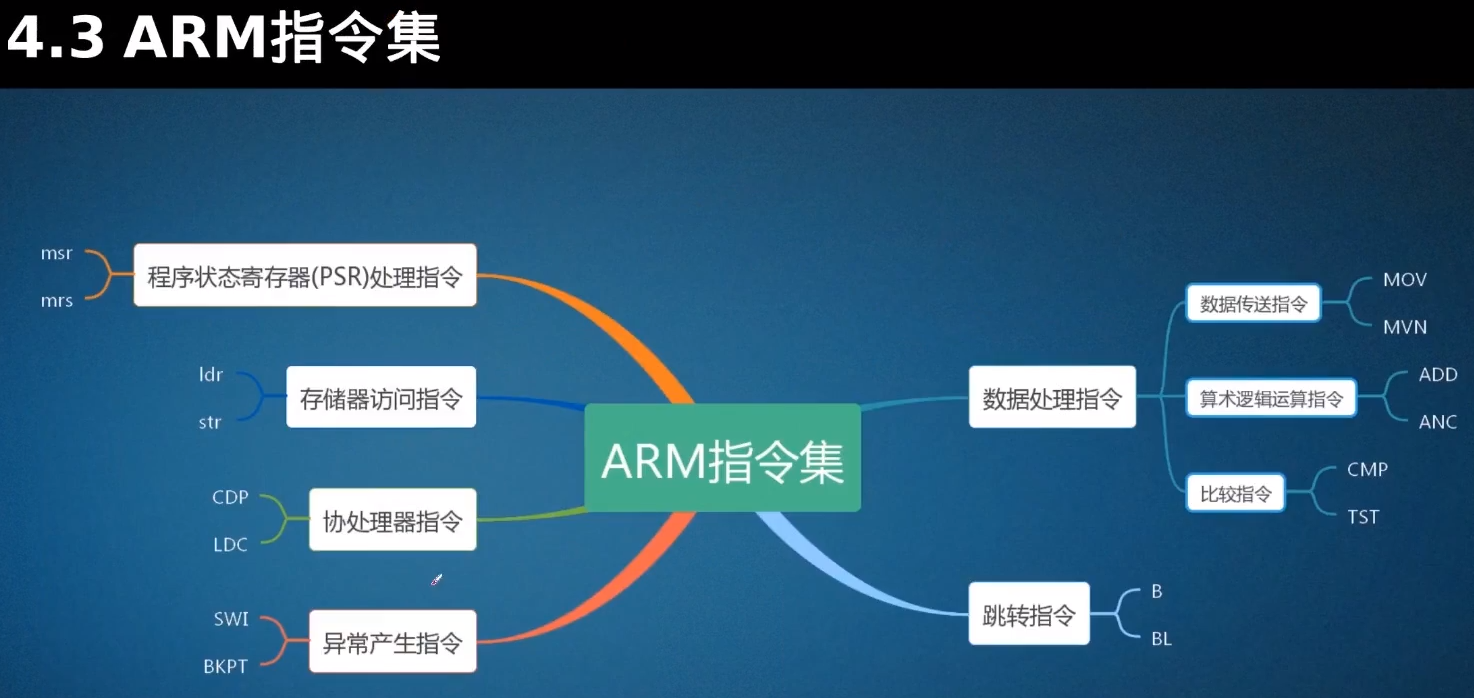 4.3 ARM指令集
msr
mrs
程序状态寄存器(PSR)处理指令
ldr
str
存储器访问指令
CDP
LDC
协处理器指令
SWI
BKPT
异常产生指令
ARM指令集
数据处理指令
数据传送指令
MOV
MVN
算术逻辑运算指令
ADD
ANC
比较指令
CMP
TST
跳转指令
B
BL